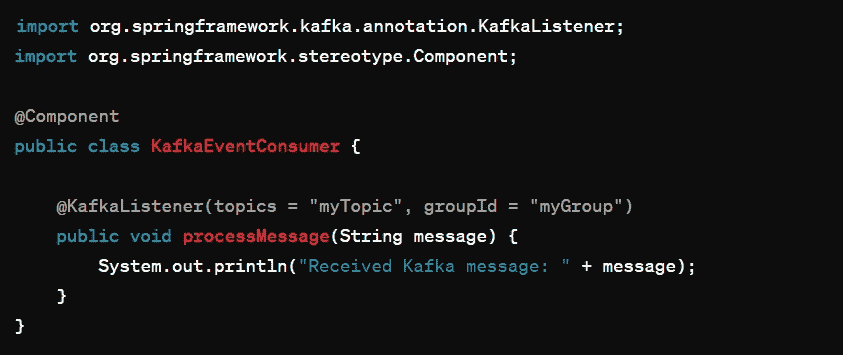 import org.springframework.kafka.annotation.KafkaListener;
import org.springframework.stereotype.Component;

@Component
public class KafkaEventConsumer {

    @KafkaListener(topics = "myTopic", groupId = "myGroup")
    public void processMessage(String message) {
        System.out.println("Received Kafka message: " + message);
    }
}